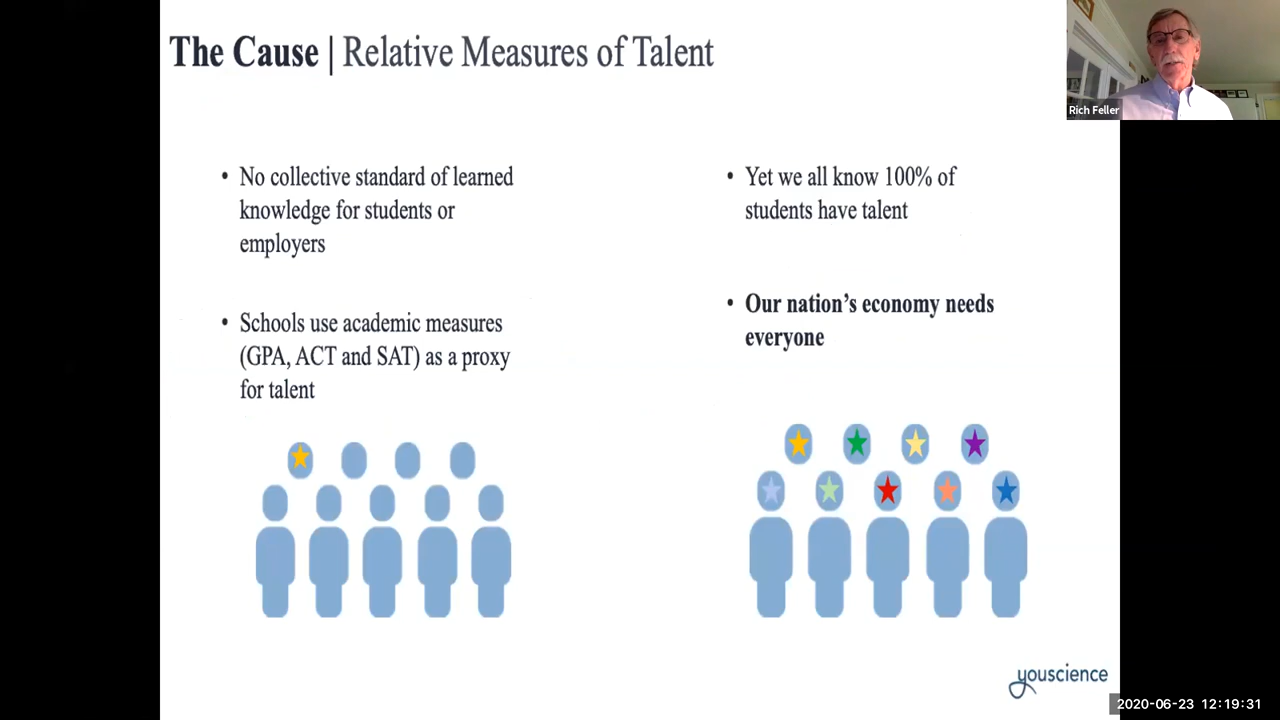 The Cause | Relative Measures of Talent
Rich Feller
• No collective standard of learned
knowledge for students or
employers
• Schools use academic measures
(GPA, ACT and SAT) as a proxy
for talent
• Yet we all know 100% of
students have talent
• Our nation’s economy needs
everyone
youscience
2020-06-23 12:19:31